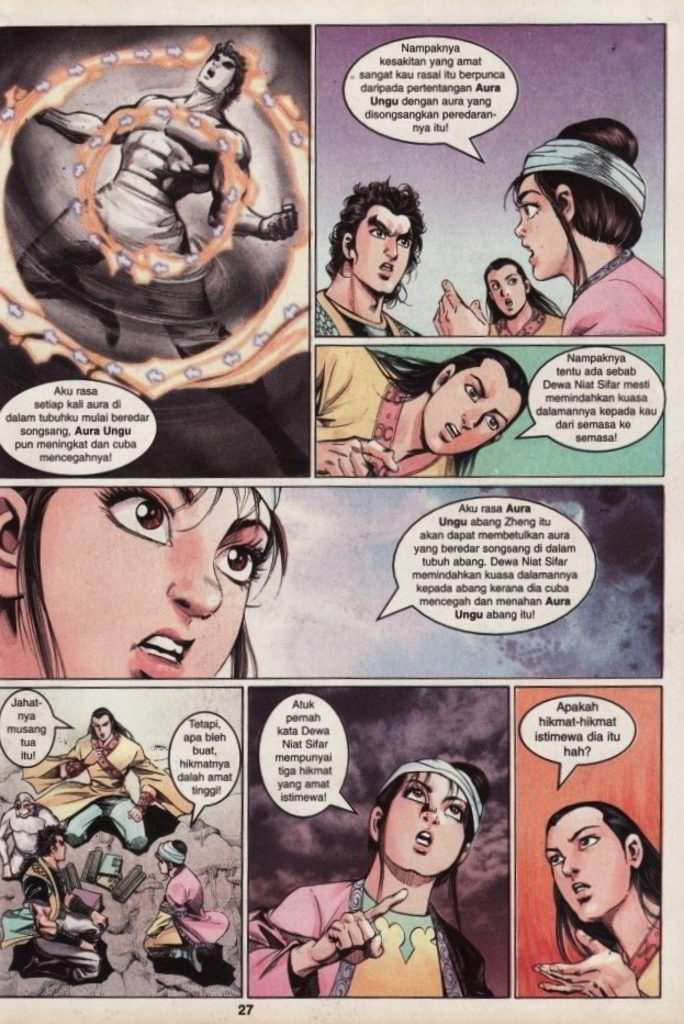 Aku rasa
setiap kali aura di
dalam tubuhku mulai beredar
songsang, Aura Ungu
pun meningkat dan cuba
mencegahnya!
Nampaknya
kesakitan yang amat
sangat kau rasai itu berpunca
daripada pertentangan Aura
Ungu dengan aura yang
disongsangkan peredaran-
nya itu!
Nampaknya
tentu ada sebab
Dewa Niat Sifar mesti
memindahkan kuasa
dalamannya kepada kau
dari semasa ke
semasa!
Aku rasa Aura
Ungu abang Zheng itu
akan dapat membetulkan aura
yang beredar songsang di dalam
tubuh abang. Dewa Niat Sifar
memindahkan kuasa dalamannya
kepada abang kerana dia cuba
mencegah dan menahan Aura
Ungu abang itu!
Jahat-
nya
musang
tua
itu!
Tetapi,
apa bleh
buat,
hikmatnya
dalah amat
tinggi!
Atuk
pernah
kata Dewa
Niat Sifar
mempunyai
tiga hikmat
yang amat
istimewa!
Apakah
hikmat-hikmat
istimewa dia itu
hah?
27